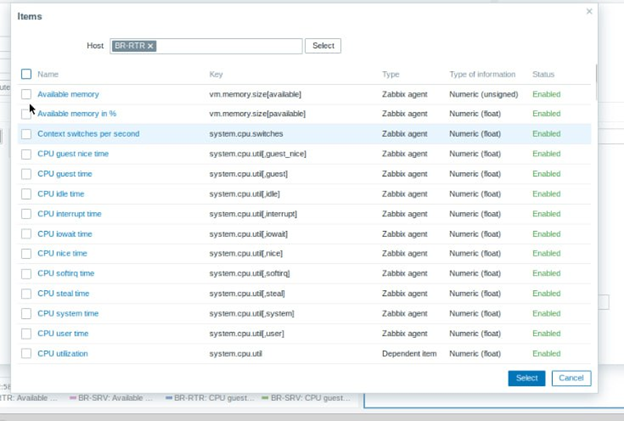 Items
Host BR-RTR Select
Name Key Type Type of information Status
Available memory vm.memory.size[available] Zabbix agent Numeric (unsigned) Enabled
Available memory in % vm.memory.size[pavailable] Zabbix agent Numeric (float) Enabled
Context switches per second system.cpu.switches Zabbix agent Numeric (float) Enabled
CPU guest nice time system.cpu.util[,guest_nice] Zabbix agent Numeric (float) Enabled
CPU guest time system.cpu.util[,guest] Zabbix agent Numeric (float) Enabled
CPU idle time system.cpu.util[,idle] Zabbix agent Numeric (float) Enabled
CPU interrupt time system.cpu.util[,interrupt] Zabbix agent Numeric (float) Enabled
CPU iowait time system.cpu.util[,iowait] Zabbix agent Numeric (float) Enabled
CPU nice time system.cpu.util[,nice] Zabbix agent Numeric (float) Enabled
CPU softirq time system.cpu.util[,softirq] Zabbix agent Numeric (float) Enabled
CPU steal time system.cpu.util[,steal] Zabbix agent Numeric (float) Enabled
CPU system time system.cpu.util[,system] Zabbix agent Numeric (float) Enabled
CPU user time system.cpu.util[,user] Zabbix agent Numeric (float) Enabled
CPU utilization system.cpu.util Dependent item Numeric (float) Enabled
Select Cancel
RTR: Available ... BR-SRV: Available ... BR-RTR: CPU guest... BR-SRV: CPU guest...